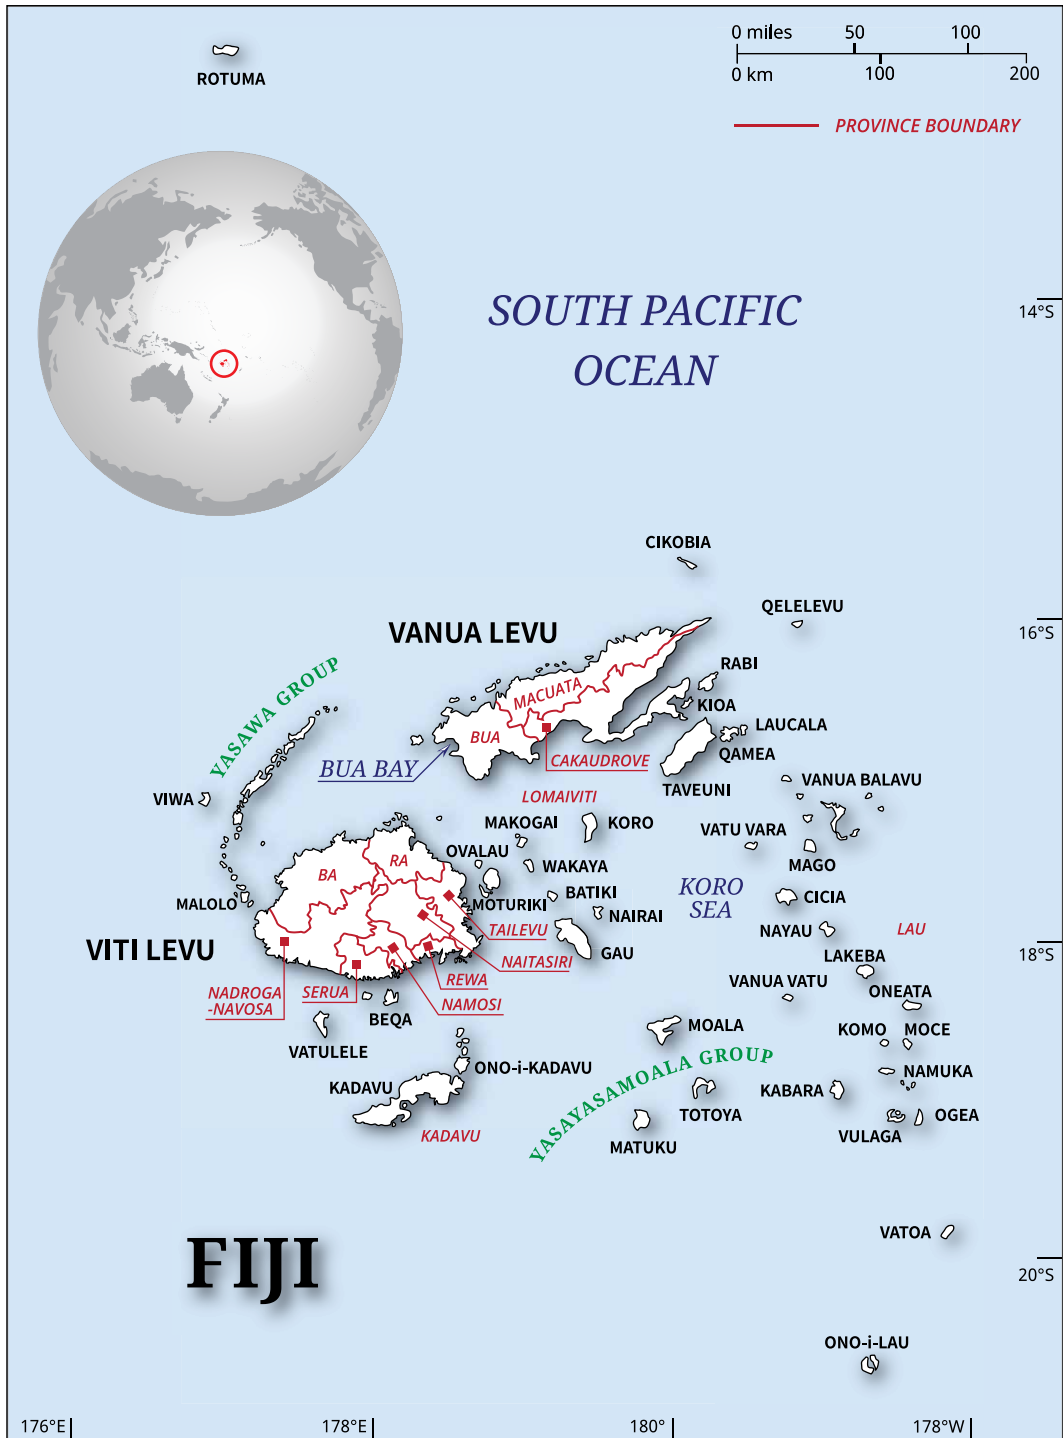 0 miles 50 100
0 km 100 200
PROVINCE BOUNDARY
ROTUMA
SOUTH PACIFIC
OCEAN
14°S
CIKOBIA
QELELEVU
16°S
VANUA LEVU
RABI
YASAWA GROUP
MACUATA
KIOA
LAUCALA
BUA
QAMEA
BUA BAY
CAKAUDROVE
TAVEUNI
VANUA BALAVU
VIWA
LOMAIVITI
MAKOGAI
KORO
VATU VARA
OVALAU
MAGO
RA
BA
WAKAYA
KORO
SEA
MALOLO
MOTURIKI
BATIKI
CICIA
NAIRAI
TAILEVU
NAYAU
LAU
VITI LEVU
GAU
18°S
NAITASIRI
LAKEBA
REWA
VANUA VATU
ONEATA
NADROGA
-NAVOSA
SERUA
NAMOSI
BEQA
MOALA
KOMO
MOCE
VATULELE
ONO-i-KADAVU
NAMUKA
KADAVU
YASAYASAMOALA GROUP
KABARA
TOTOYA
OGEA
KADAVU
MATUKU
VULAGA
VATOA
FIJI
20°S
ONO-i-LAU
176°E 178°E 180° 178°W